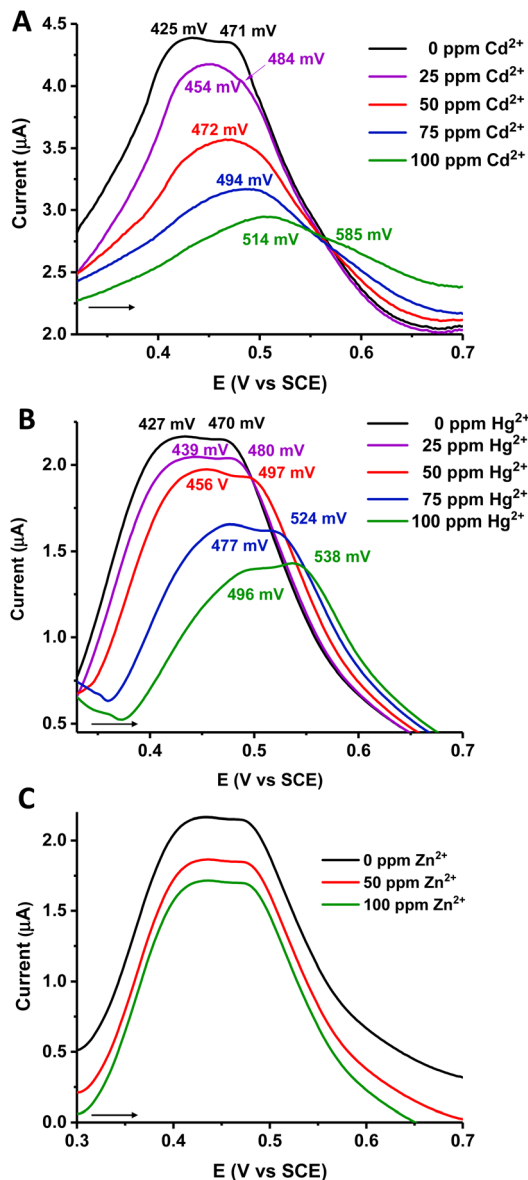 A
425 mV 471 mV
484 mV
454 mV
472 mV
494 mV
514 mV
585 mV
0 ppm Cd²⁺
25 ppm Cd²⁺
50 ppm Cd²⁺
75 ppm Cd²⁺
100 ppm Cd²⁺
Current (μA)
4.5
4.0
3.5
3.0
2.5
2.0
0.4 0.5 0.6 0.7
E (V vs SCE)
B
427 mV 470 mV
439 mV 480 mV
456 V 497 mV
524 mV
477 mV
538 mV
496 mV
0 ppm Hg²⁺
25 ppm Hg²⁺
50 ppm Hg²⁺
75 ppm Hg²⁺
100 ppm Hg²⁺
Current (μA)
2.0
1.5
1.0
0.5
0.4 0.5 0.6 0.7
E (V vs SCE)
C
0 ppm Zn²⁺
50 ppm Zn²⁺
100 ppm Zn²⁺
Current (μA)
2.0
1.5
1.0
0.5
0.0
0.3 0.4 0.5 0.6 0.7
E (V vs SCE)